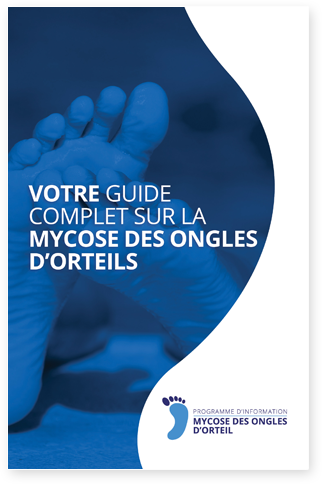 VOTRE GUIDE
COMPLET SUR LA
MYCOSE DES ONGLES
D’ORTEILS
PROGRAMME D’INFORMATION
MYCOSE DES ONGLES
D’ORTEIL